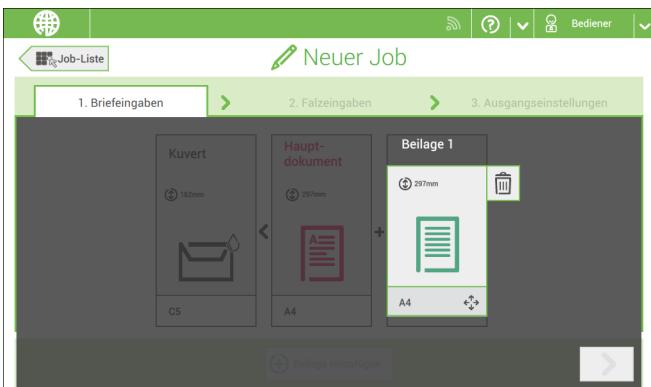 Bediener
Job-Liste
Neuer Job
1. Briefeingaben
2. Falzeingaben
3. Ausgangseinstellungen
Kuvert
Haupt-
dokument
Beilage 1
162mm
297mm
297mm
C5
A4
A4
Beilage hinzufügen